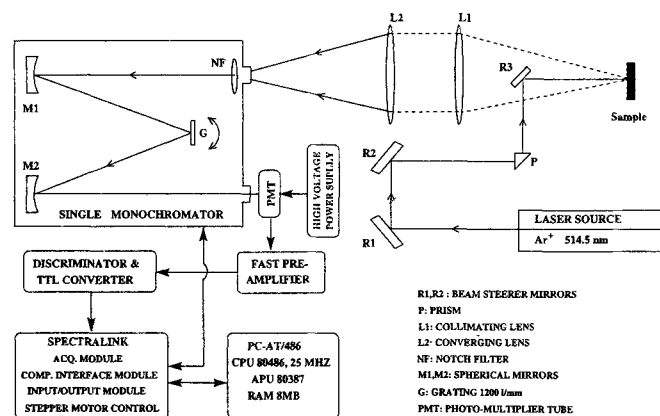 L2
L1
NF
R3
M1
G
Sample
R2
P
M2
PMT
HIGH VOLTAGE
POWER SUPLLY
SINGLE MONOCHROMATOR
LASER SOURCE
Ar+ 514.5 nm
R1
DISCRIMINATOR &
TTL CONVERTER
FAST PRE-
AMPLIFIER
SPECTRALINK
ACQ. MODULE
COMP. INTERFACE MODULE
INPUT/OUTPUT MODULE
STEPPER MOTOR CONTROL
PC-AT/486
CPU 80486, 25 MHZ
APU 80387
RAM 8MB
R1,R2 : BEAM STEERER MIRRORS
P: PRISM
L1: COLLIMATING LENS
L2· CONVERGING LENS
NF: NOTCH FILTER
M1,M2: SPHERICAL MIRRORS
G: GRATING 1200 l/mm
PMT: PHOTO-MULTIPLIER TUBE